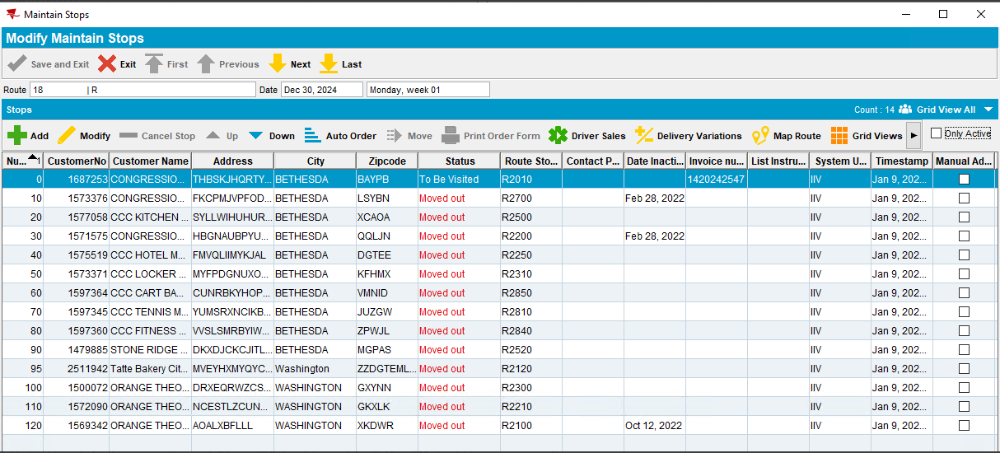 Maintain Stops
Modify Maintain Stops
Save and Exit Exit First Previous Next Last
Route 18 | R Date Dec 30, 2024 Monday, week 01
Stops Count : 14 Grid View All
Add Modify Cancel Stop Up Down Auto Order Move Print Order Form Driver Sales Delivery Variations Map Route Grid Views Only Active
Nu... 1 CustomerNo Customer Name Address City Zipcode Status Route Sto... Contact P... Date Inacti... Invoice nu... List Instru... System U... Timestamp Manual Ad...
0 1687253 CONGRESSIO... THBSKJHQRTY... BETHESDA BAYPB To Be Visited R2010 1420242547 IIV Jan 9, 202...
10 1573376 CONGRESSIO... FKCPMJVPFOD... BETHESDA LSYBN Moved out R2700 Feb 28, 2022 IIV Jan 9, 202...
20 1577058 CCC KITCHEN ... SYLLWIHUHUR... BETHESDA XCAOA Moved out R2500 IIV Jan 9, 202...
30 1571575 CONGRESSIO... HBGNAUBPYU... BETHESDA QQLJN Moved out R2200 Feb 28, 2022 IIV Jan 9, 202...
40 1575519 CCC HOTEL M... FMVQLIIMYKJAL BETHESDA DGTEE Moved out R2250 IIV Jan 9, 202...
50 1573371 CCC LOCKER ... MYFPDGNUXO... BETHESDA KFHMX Moved out R2310 IIV Jan 9, 202...
60 1597364 CCC CART BA... CUNRBKYHOP... BETHESDA VMNID Moved out R2850 IIV Jan 9, 202...
70 1597345 CCC TENNIS M... YUMSRXNCIKB... BETHESDA JUZGW Moved out R2810 IIV Jan 9, 202...
80 1597360 CCC FITNESS ... VVSLSMRBYIW... BETHESDA ZPWJL Moved out R2840 IIV Jan 9, 202...
90 1479885 STONE RIDGE ... DKXDJCKCJITL... BETHESDA MGPAS Moved out R2520 IIV Jan 9, 202...
95 2511942 Tatte Bakery Cit... MVEYHXMYQYC... Washington ZZDGTEML... Moved out R2120 IIV Jan 9, 202...
100 1500072 ORANGE THEO... DRXEQRWZCS... WASHINGTON GXYNN Moved out R2300 IIV Jan 9, 202...
110 1572090 ORANGE THEO... NCESTLZCUN... WASHINGTON GKXLK Moved out R2210 IIV Jan 9, 202...
120 1569342 ORANGE THEO... AOALXBFLLL WASHINGTON XKDWR Moved out R2100 Oct 12, 2022 IIV Jan 9, 202...